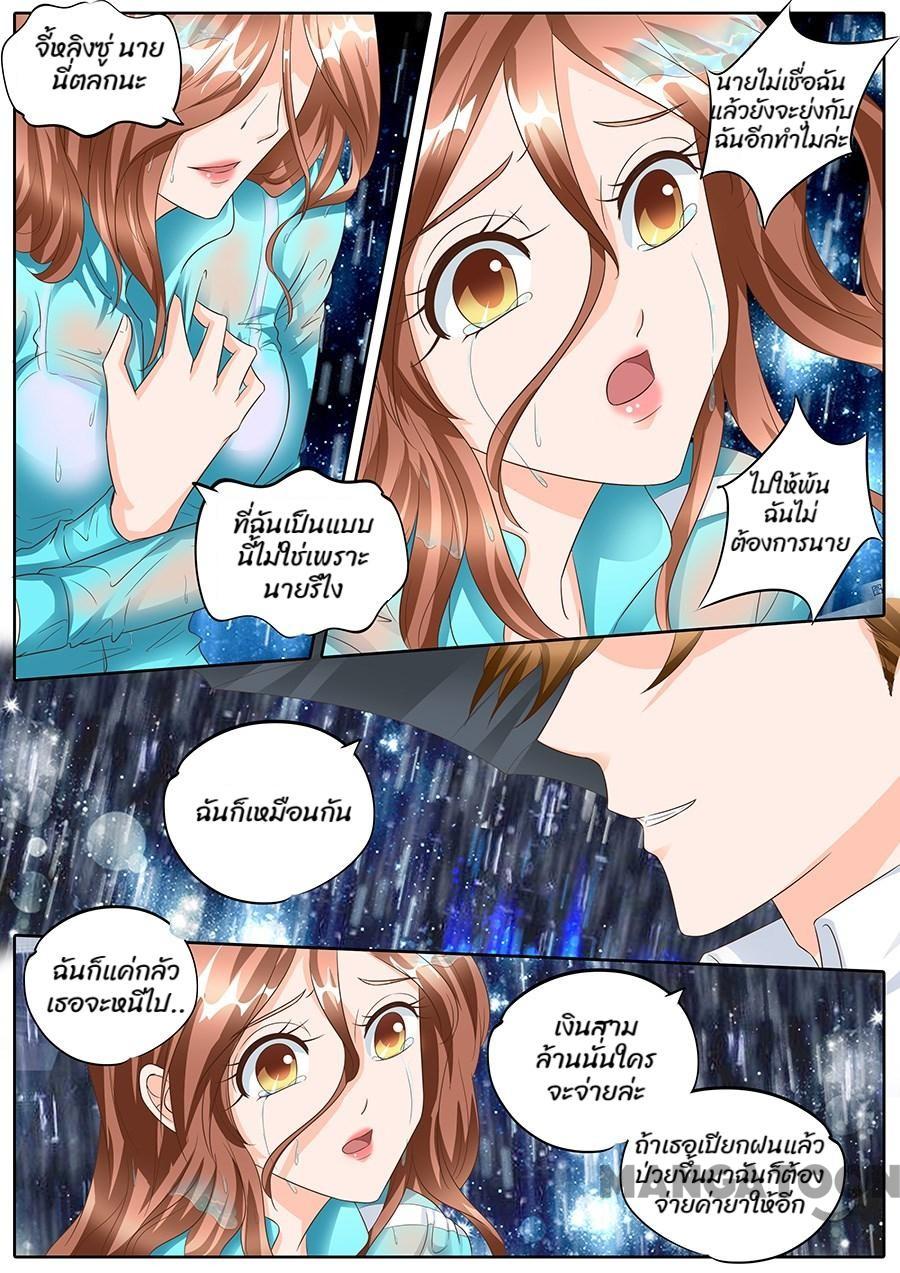 จี้หลิงซู่ นาย
นี่ตลกนะ
นายไม่เชื่อฉัน
แล้วยังจะยุ่งกับ
ฉันอีกทำไมล่ะ
ที่ฉันเป็นแบบ
นี้ไม่ใช่เพราะ
นายรึไง
ไปให้พ้น
ฉันไม่
ต้องการนาย
ฉันก็เหมือนกัน
ฉันก็แค่กลัว
เธอจะหนีไป..
เงินสาม
ล้านนั่นใคร
จะจ่ายล่ะ
ถ้าเธอเปียกฝนแล้ว
ป่วยขึ้นมาฉันก็ต้อง
จ่ายค่ายาให้อีก
MANGATOON